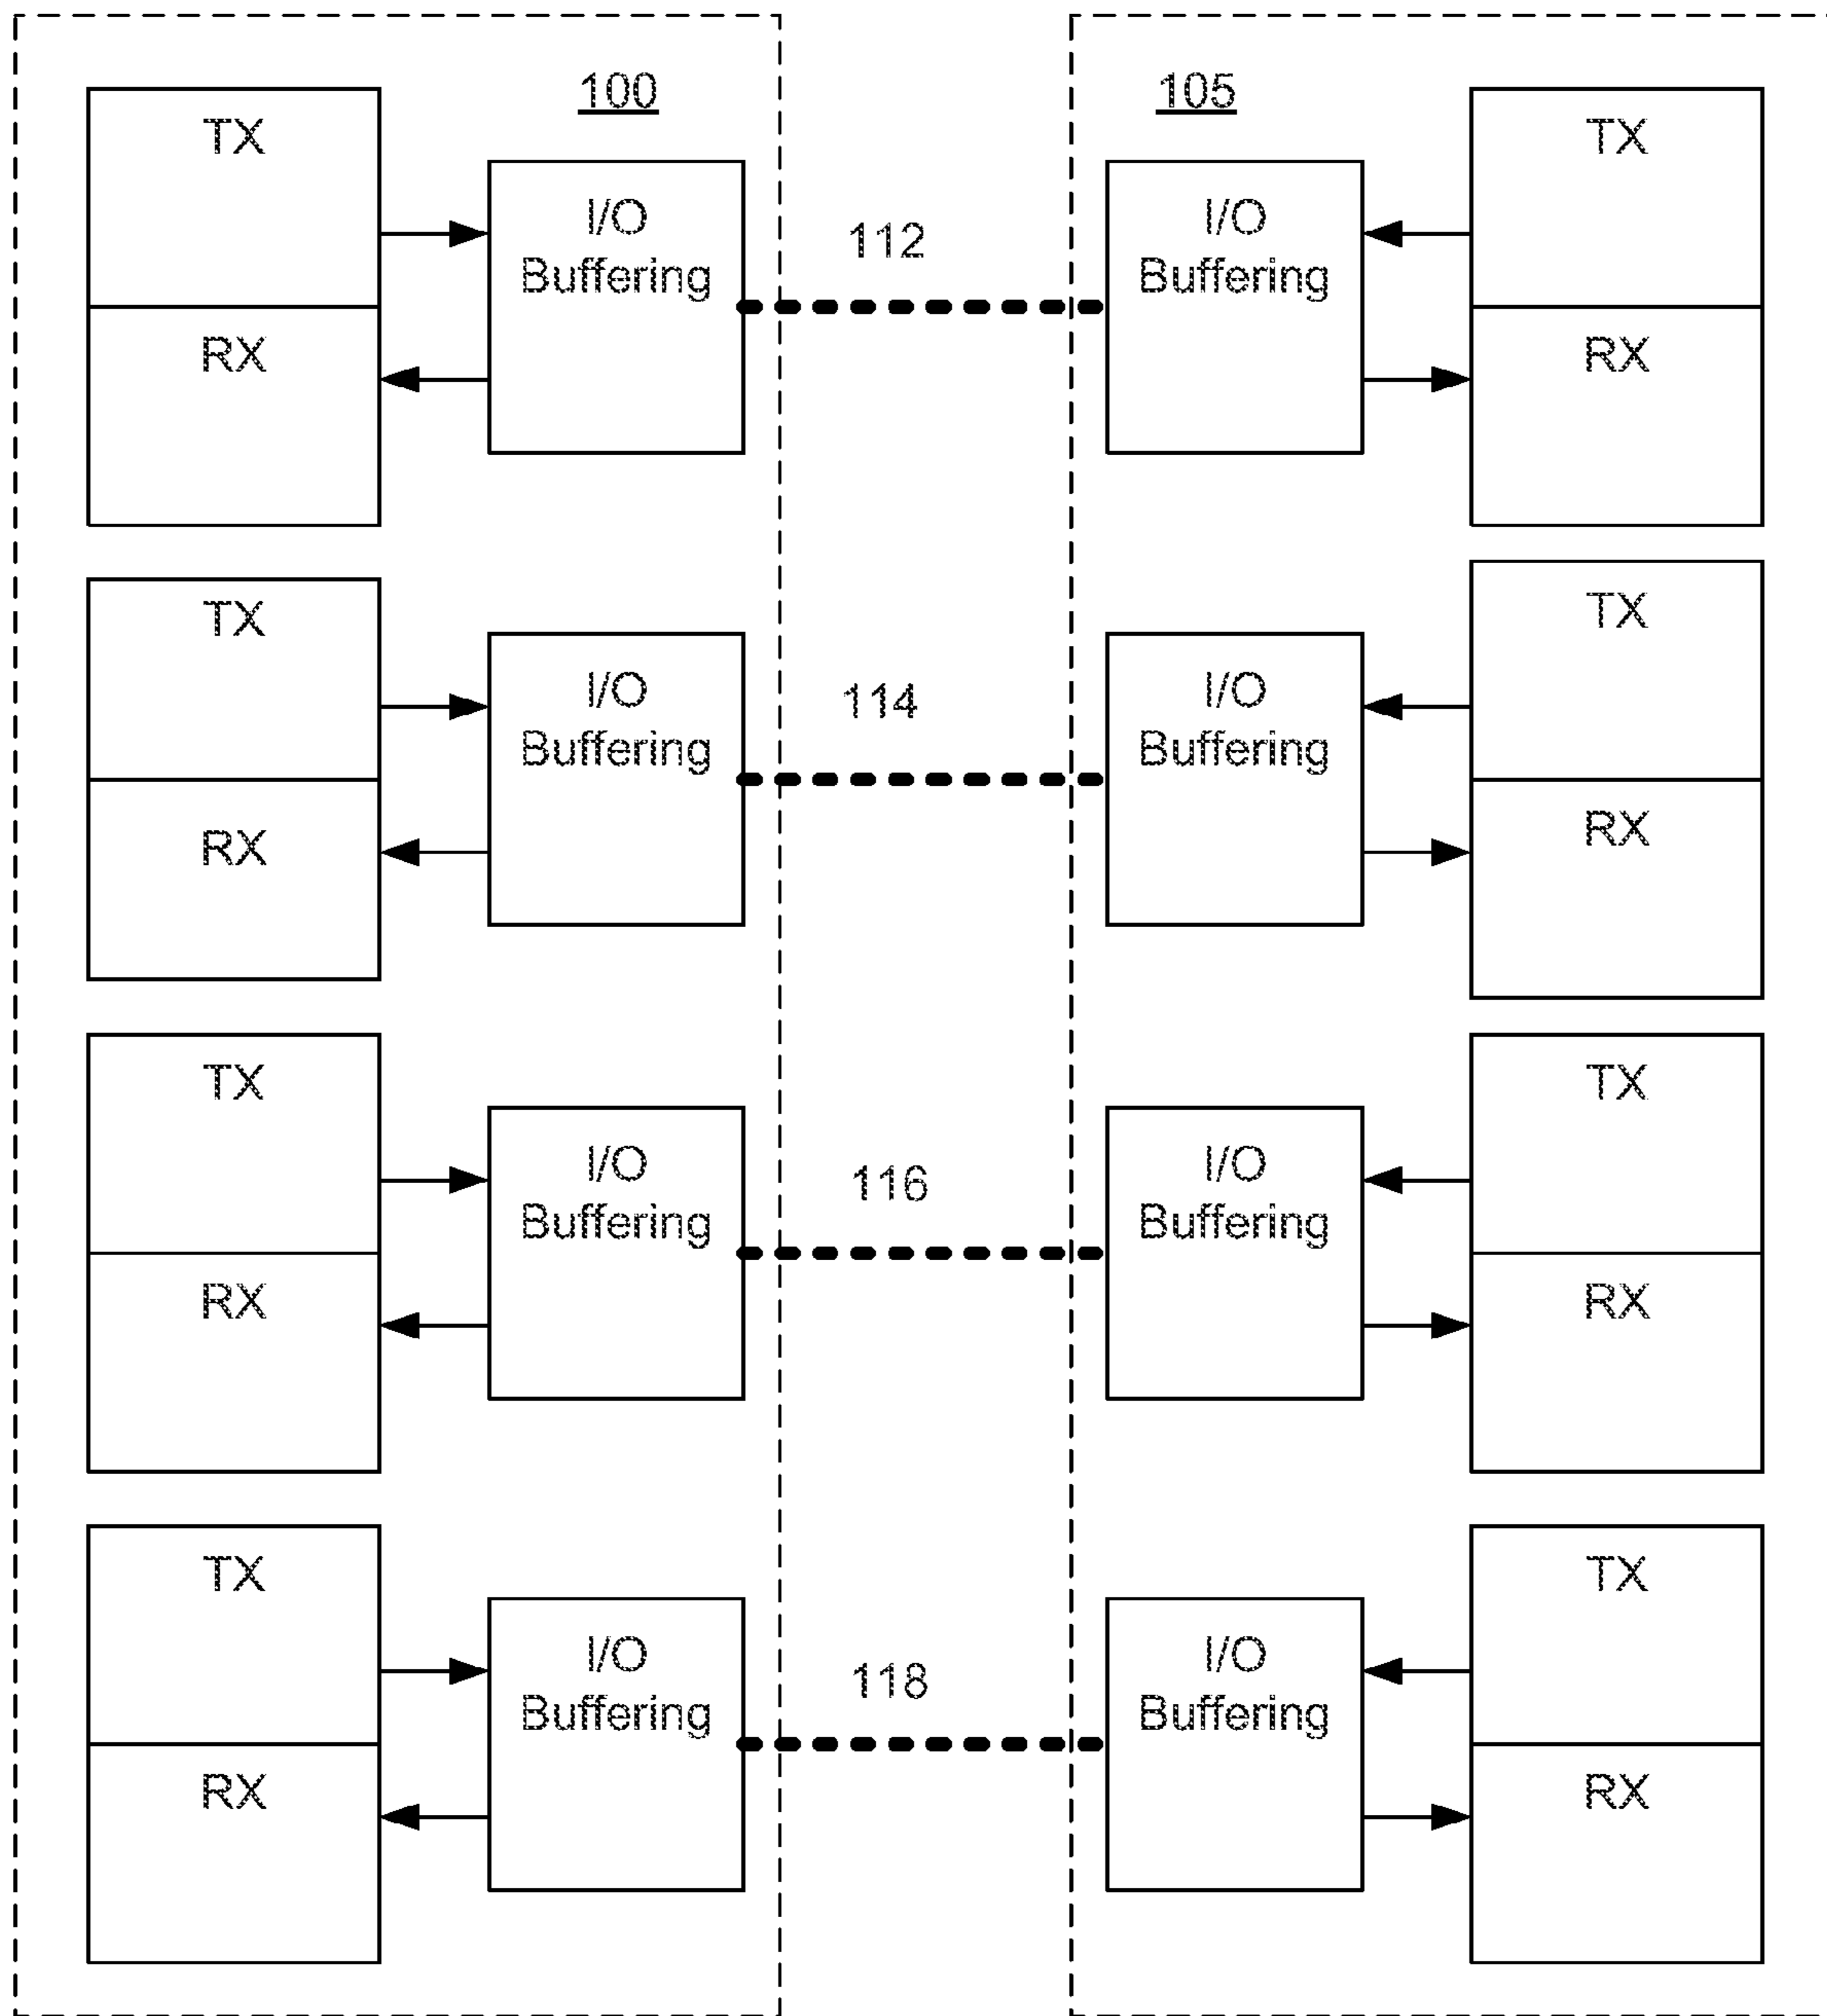 100
105
TX
I/O
Buffering
RX
112
I/O
Buffering
TX
RX
TX
I/O
Buffering
RX
114
I/O
Buffering
TX
RX
TX
I/O
Buffering
RX
116
I/O
Buffering
TX
RX
TX
I/O
Buffering
RX
118
I/O
Buffering
TX
RX